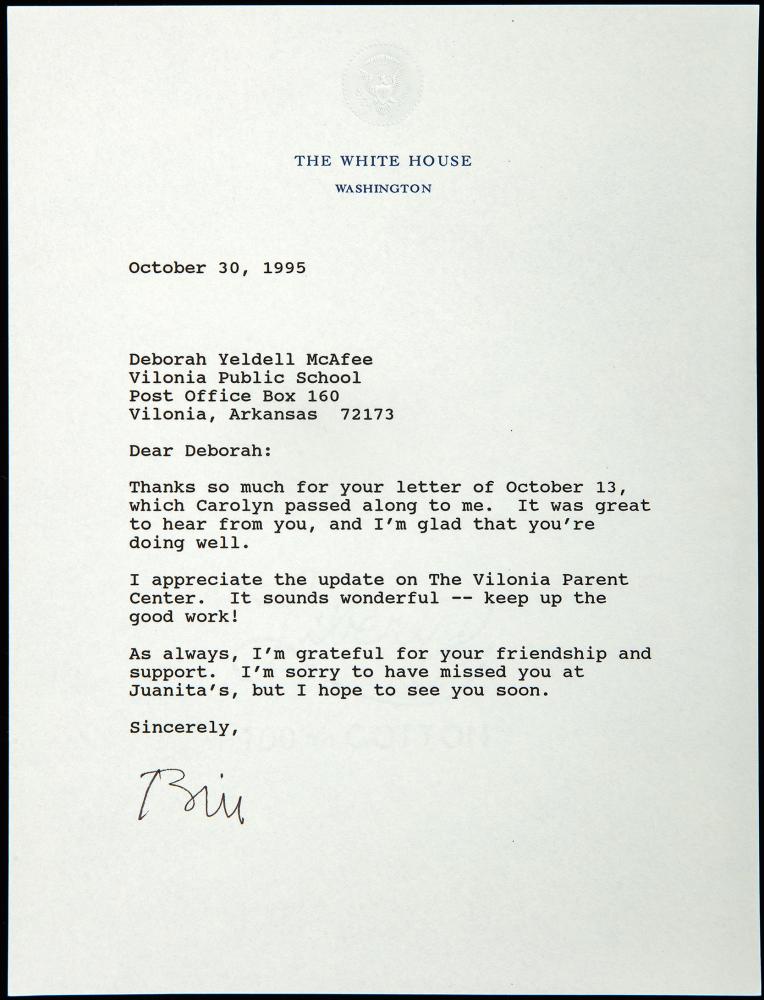 THE WHITE HOUSE
WASHINGTON
October 30, 1995
Deborah Yeldell McAfee
Vilonia Public School
Post Office Box 160
Vilonia, Arkansas  72173
Dear Deborah:
Thanks so much for your letter of October 13,
which Carolyn passed along to me.  It was great
to hear from you, and I'm glad that you're
doing well.
I appreciate the update on The Vilonia Parent
Center.  It sounds wonderful -- keep up the
good work!
As always, I'm grateful for your friendship and
support.  I'm sorry to have missed you at
Juanita's, but I hope to see you soon.
Sincerely,
Bill